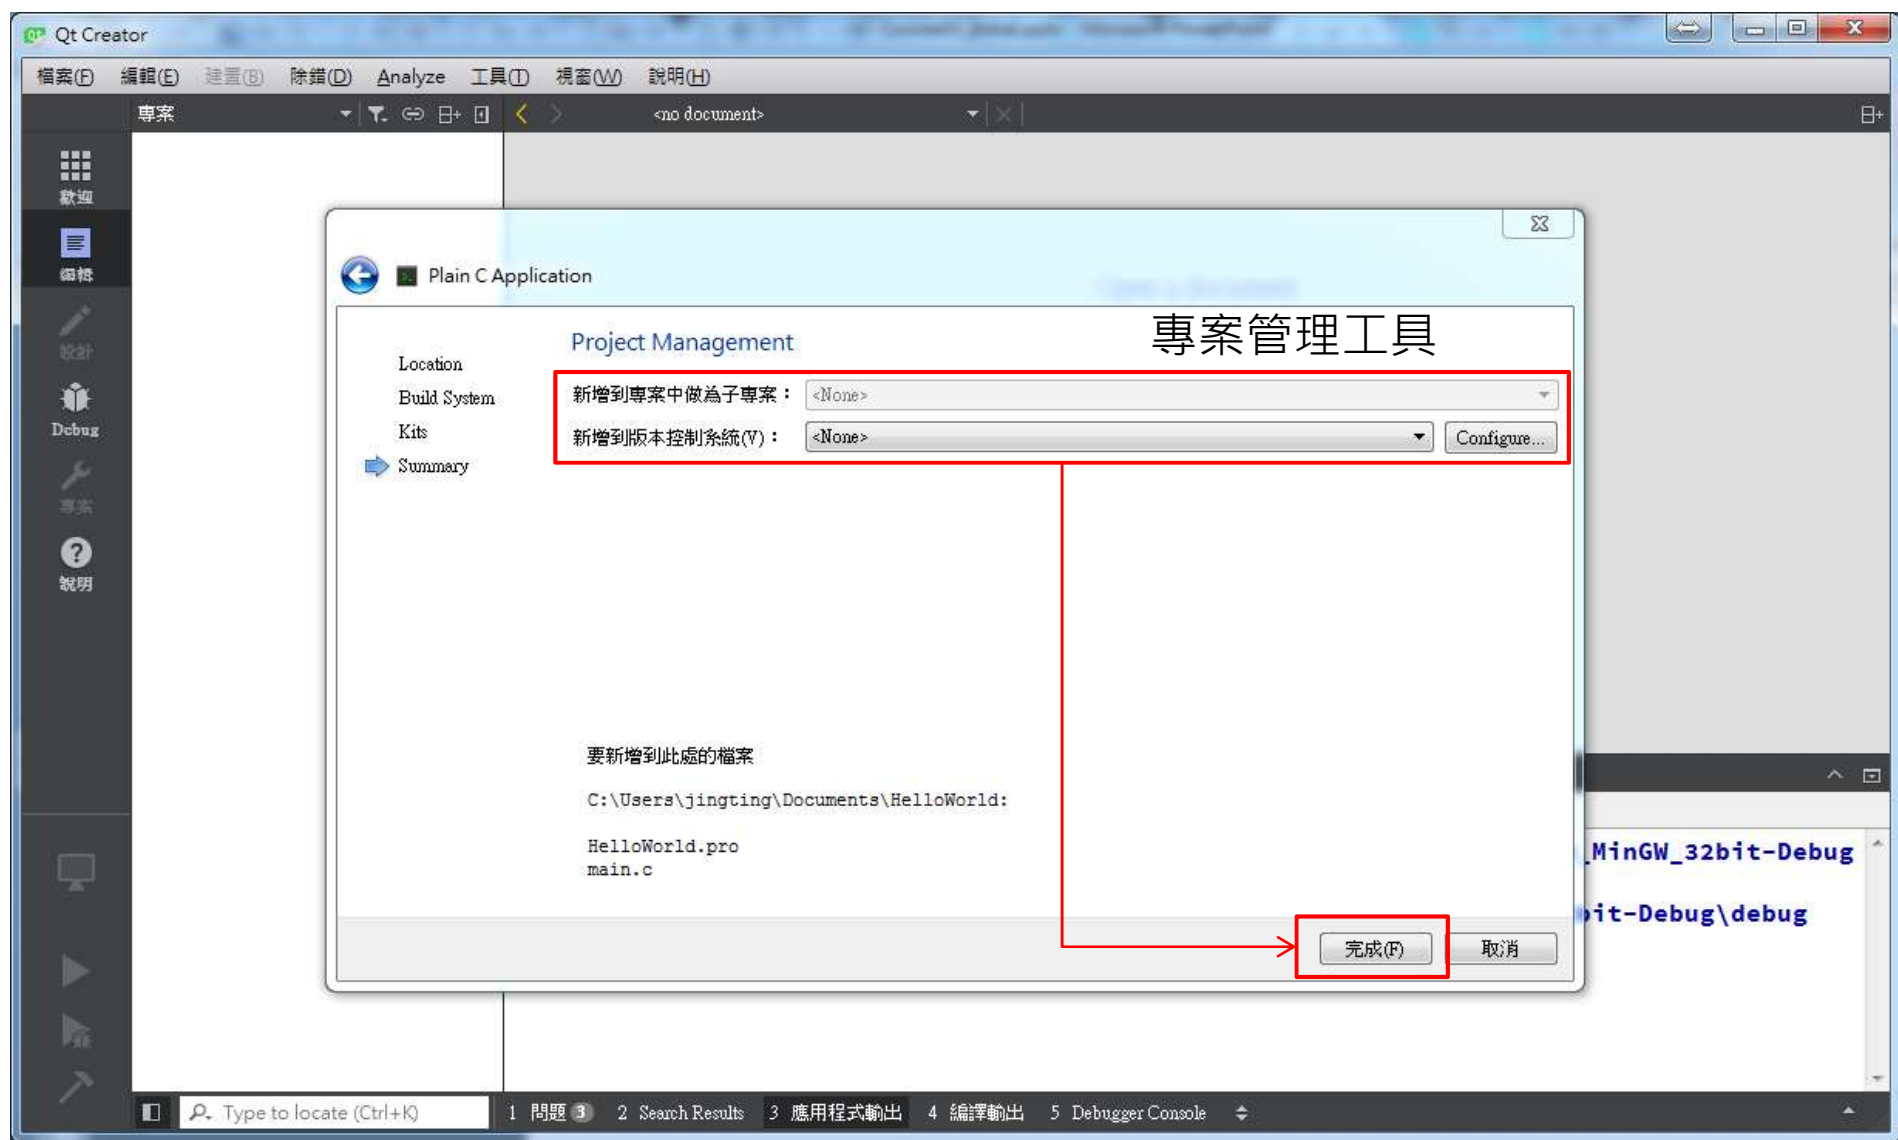 Qt Creator
檔案(F) 編輯(E) 建置(B) 除錯(D) Analyze 工具(T) 視窗(W) 說明(H)
專案 <no document>
歡迎
編輯
設計
Debug
專案
說明
Plain C Application
Location
Build System
Kits
Summary
Project Management
專案管理工具
新增到專案中做為子專案： <None>
新增到版本控制系統(V)： <None> Configure...
要新增到此處的檔案
C:\Users\jingting\Documents\HelloWorld:
HelloWorld.pro
main.c
完成(F) 取消
_MinGW_32bit-Debug
bit-Debug\debug
Type to locate (Ctrl+K) 1 問題 3 2 Search Results 3 應用程式輸出 4 編譯輸出 5 Debugger Console